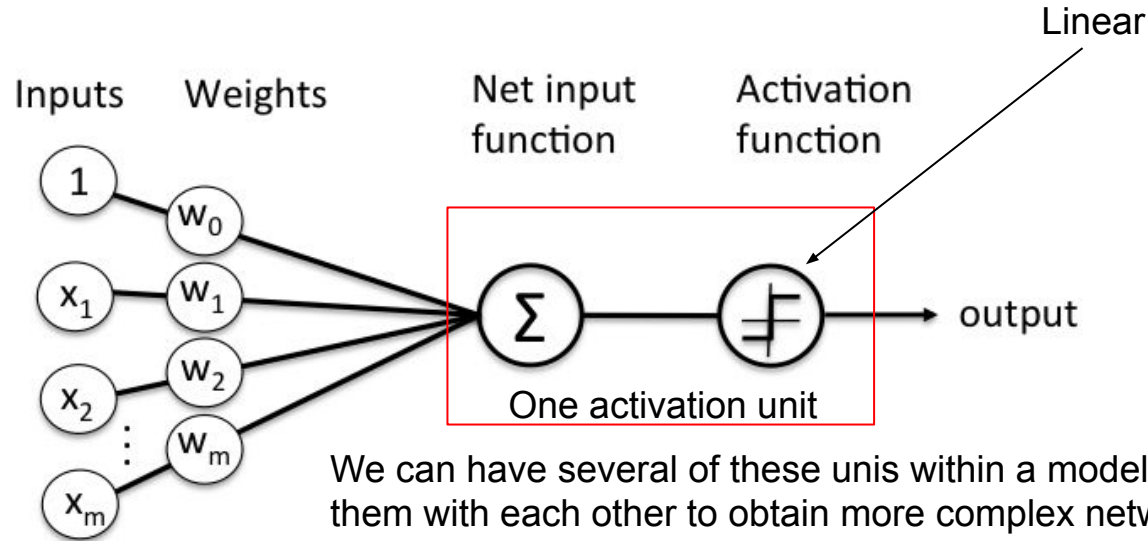 Linear
Inputs Weights Net input function Activation function
1
w0
x1 w1
x2 w2
⋮
xm wm
Σ
output
One activation unit
We can have several of these unis within a model
them with each other to obtain more complex